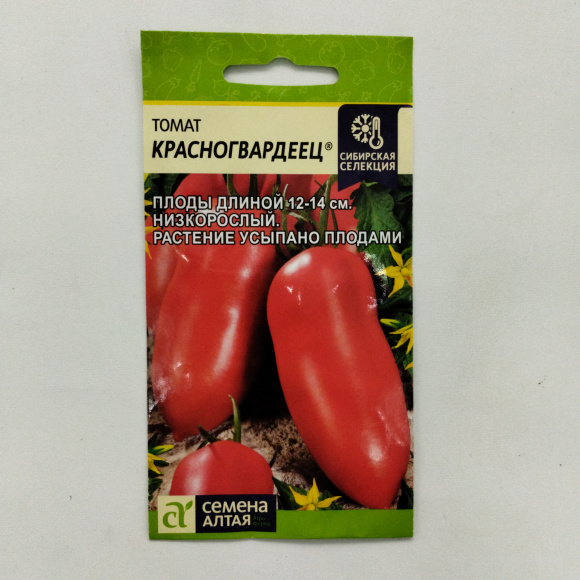 ТОМАТ
КРАСНОГВАРДЕЕЦ®
СИБИРСКАЯ
СЕЛЕКЦИЯ
ПЛОДЫ ДЛИНОЙ 12-14 см.
НИЗКОРОСЛЫЙ.
РАСТЕНИЕ УСЫПАНО ПЛОДАМИ
семена
АЛТАЯ